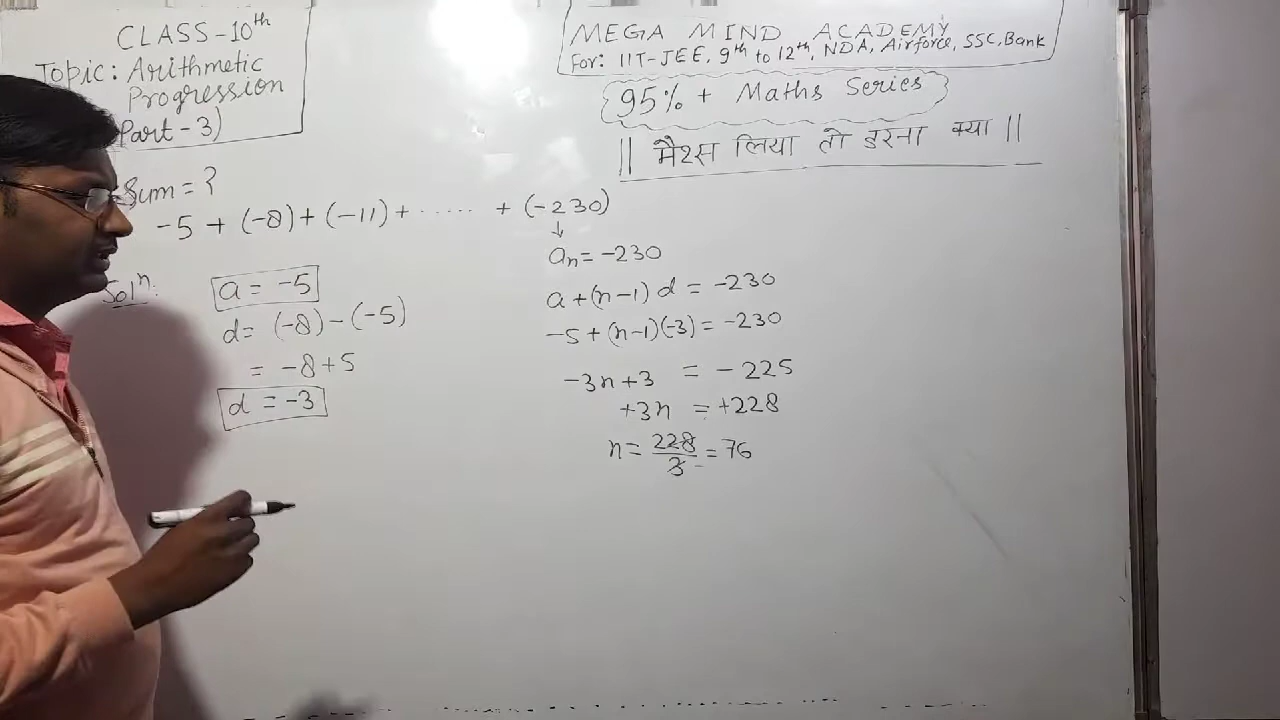 CLASS-10th
Topic: Arithmetic
Progression
Part-3)
MEGA MIND ACADEMY
For: IIT-JEE, 9th to 12th, NDA, Airforce, SSC, Bank
95% + Maths Series
|| मैथ्स लिया तो डरना क्या ||
Sum = ?
-5 + (-8) + (-11) + ...... + (-230)
↓
Solⁿ:
a = -5
d = (-8) - (-5)
= -8+5
d = -3
aₙ = -230
a + (n-1) d = -230
-5 + (n-1)(-3) = -230
-3n + 3 = -225
+3n = +228
n = 228/3 = 76